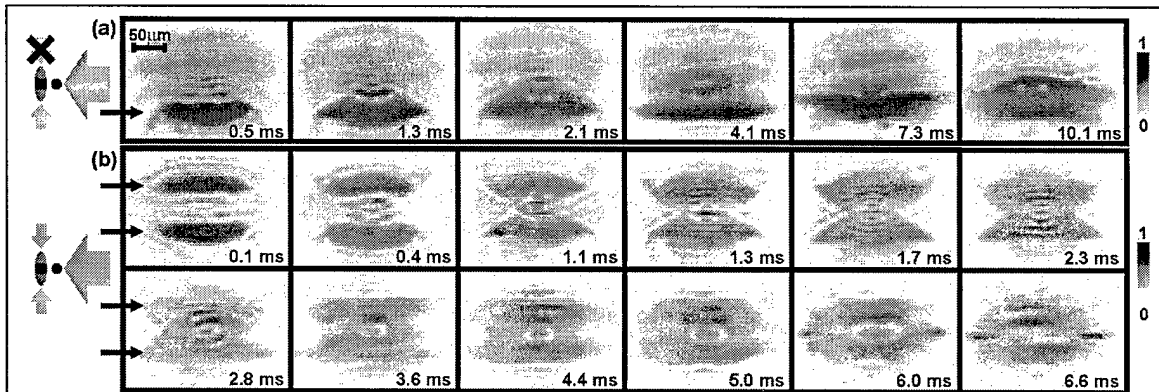 (a)
50μm
0.5 ms
1.3 ms
2.1 ms
4.1 ms
7.3 ms
10.1 ms
1
0
(b)
0.1 ms
0.4 ms
1.1 ms
1.3 ms
1.7 ms
2.3 ms
1
0
2.8 ms
3.6 ms
4.4 ms
5.0 ms
6.0 ms
6.6 ms